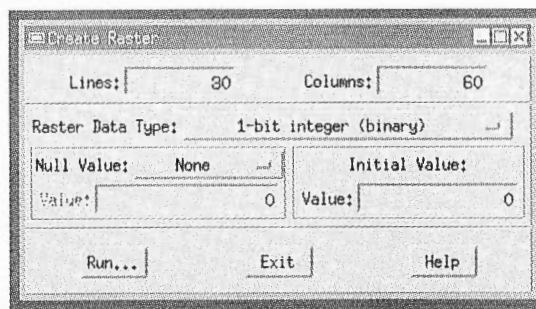 Create Raster
Lines: 30 Columns: 60
Raster Data Type: 1-bit integer (binary)
Null Value: None Initial Value:
Value: 0 Value: 0
Run... Exit Help